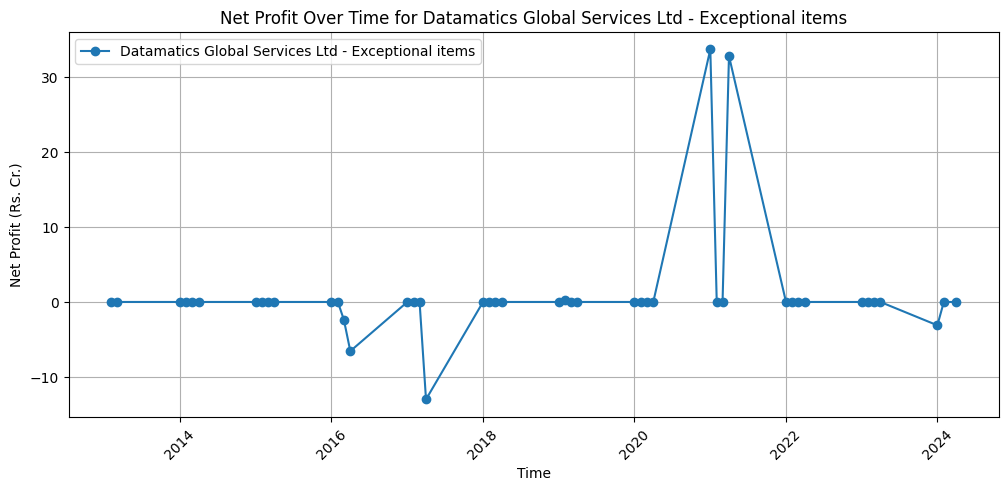 Net Profit Over Time for Datamatics Global Services Ltd - Exceptional items
Datamatics Global Services Ltd - Exceptional items
Net Profit (Rs. Cr.)
30
20
10
0
−10
2014
2016
2018
2020
2022
2024
Time